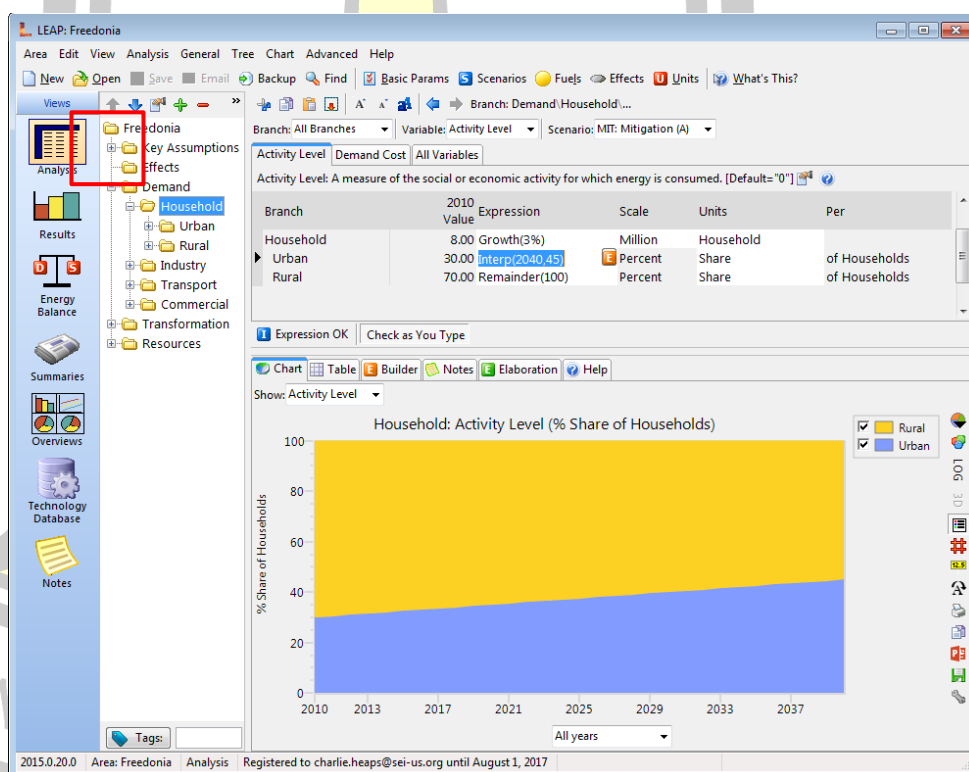 LEAP: Freedonia
Area Edit View Analysis General Tree Chart Advanced Help
New Open Save Email Backup Find Basic Params Scenarios Fuels Effects Units What's This?
Views
Analysis
Results
Energy
Balance
Summaries
Overviews
Technology
Database
Notes
»
Freedonia
Key Assumptions
Effects
Demand
Household
Urban
Rural
Industry
Transport
Commercial
Transformation
Resources
Tags:
Branch: Demand\Household\...
Branch: All Branches Variable: Activity Level Scenario: MIT: Mitigation (A)
Activity Level Demand Cost All Variables
Activity Level: A measure of the social or economic activity for which energy is consumed. [Default="0"]
Branch 2010 Value Expression Scale Units Per
Household 8.00 Growth(3%) Million Household
Urban 30.00 Interp(2040,45) Percent Share of Households
Rural 70.00 Remainder(100) Percent Share of Households
Expression OK Check as You Type
Chart Table Builder Notes Elaboration Help
Show: Activity Level
Household: Activity Level (% Share of Households)
Rural
Urban
% Share of Households
100
80
60
40
20
0
2010 2013 2017 2021 2025 2029 2033 2037
All years
LOG
3D
2015.0.20.0 Area: Freedonia Analysis Registered to charlie.heaps@sei-us.org until August 1, 2017